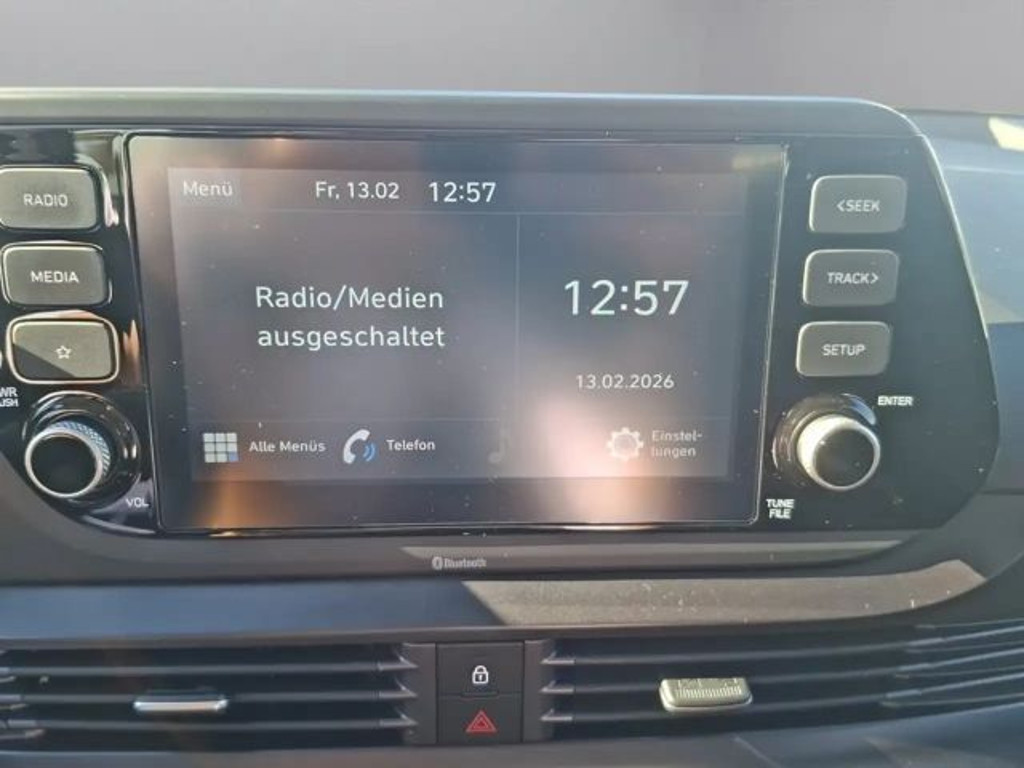 RADIO
MEDIA
VOL
Menü
Fr, 13.02 12:57
Radio/Medien
ausgeschaltet
12:57
13.02.2026
Alle Menüs
Telefon
Einstel-
lungen
<SEEK
TRACK>
SETUP
ENTER
TUNE
FILE
Bluetooth